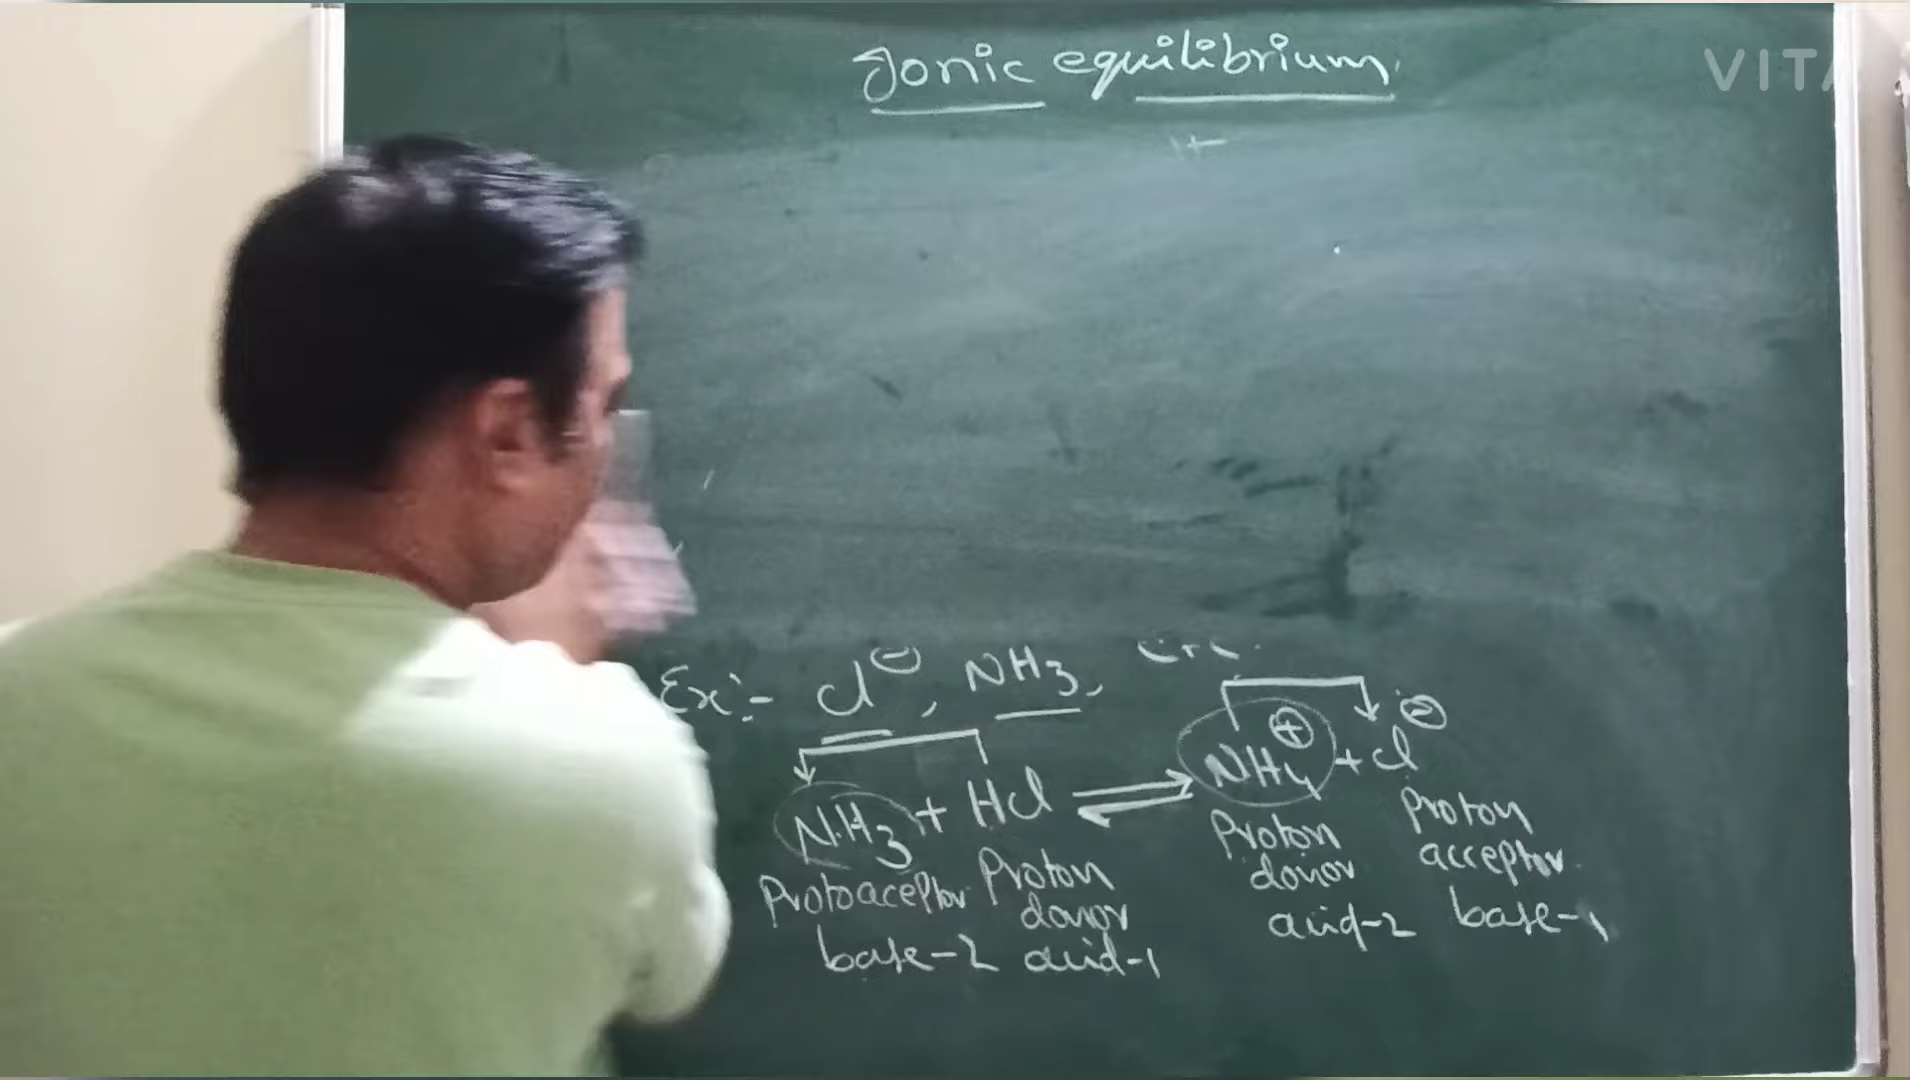 Ionic equilibrium
VITA
Ex:- Cl⊖, NH3, etc.
NH3 + HCl ⇌ NH4⊕ + Cl⊖
Protoaceptor Proton donor Proton donor Proton acceptor
base-2 acid-1 acid-2 base-1